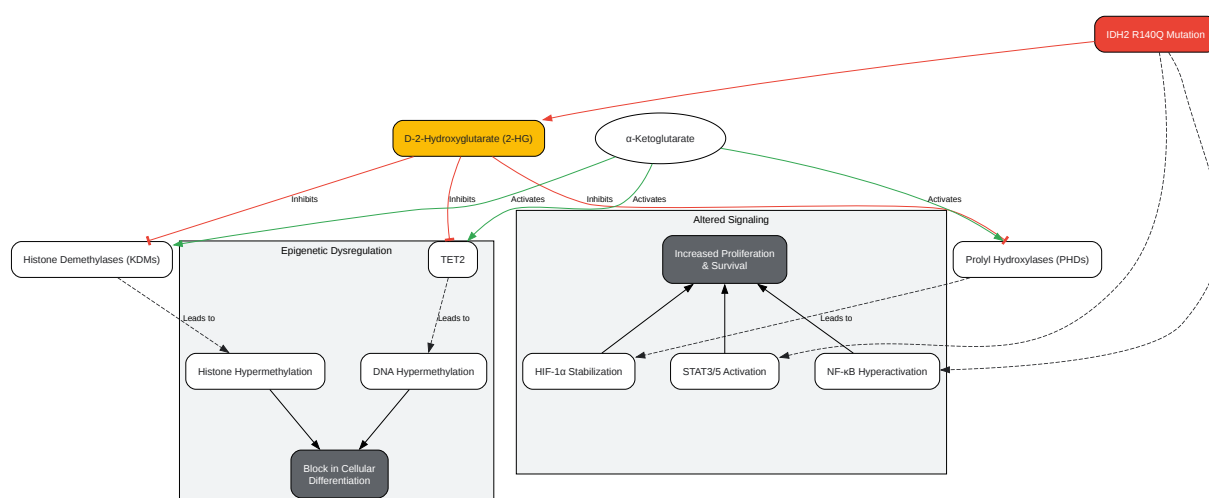 IDH2 R140Q Mutation
D-2-Hydroxyglutarate (2-HG)
α-Ketoglutarate
Inhibits
Inhibits
Activates
Inhibits
Activates
Activates
Altered Signaling
Epigenetic Dysregulation
Histone Demethylases (KDMs)
TET2
Increased Proliferation
& Survival
Prolyl Hydroxylases (PHDs)
Leads to
Leads to
Leads to
Histone Hypermethylation
DNA Hypermethylation
HIF-1α Stabilization
STAT3/5 Activation
NF-κB Hyperactivation
Block in Cellular
Differentiation